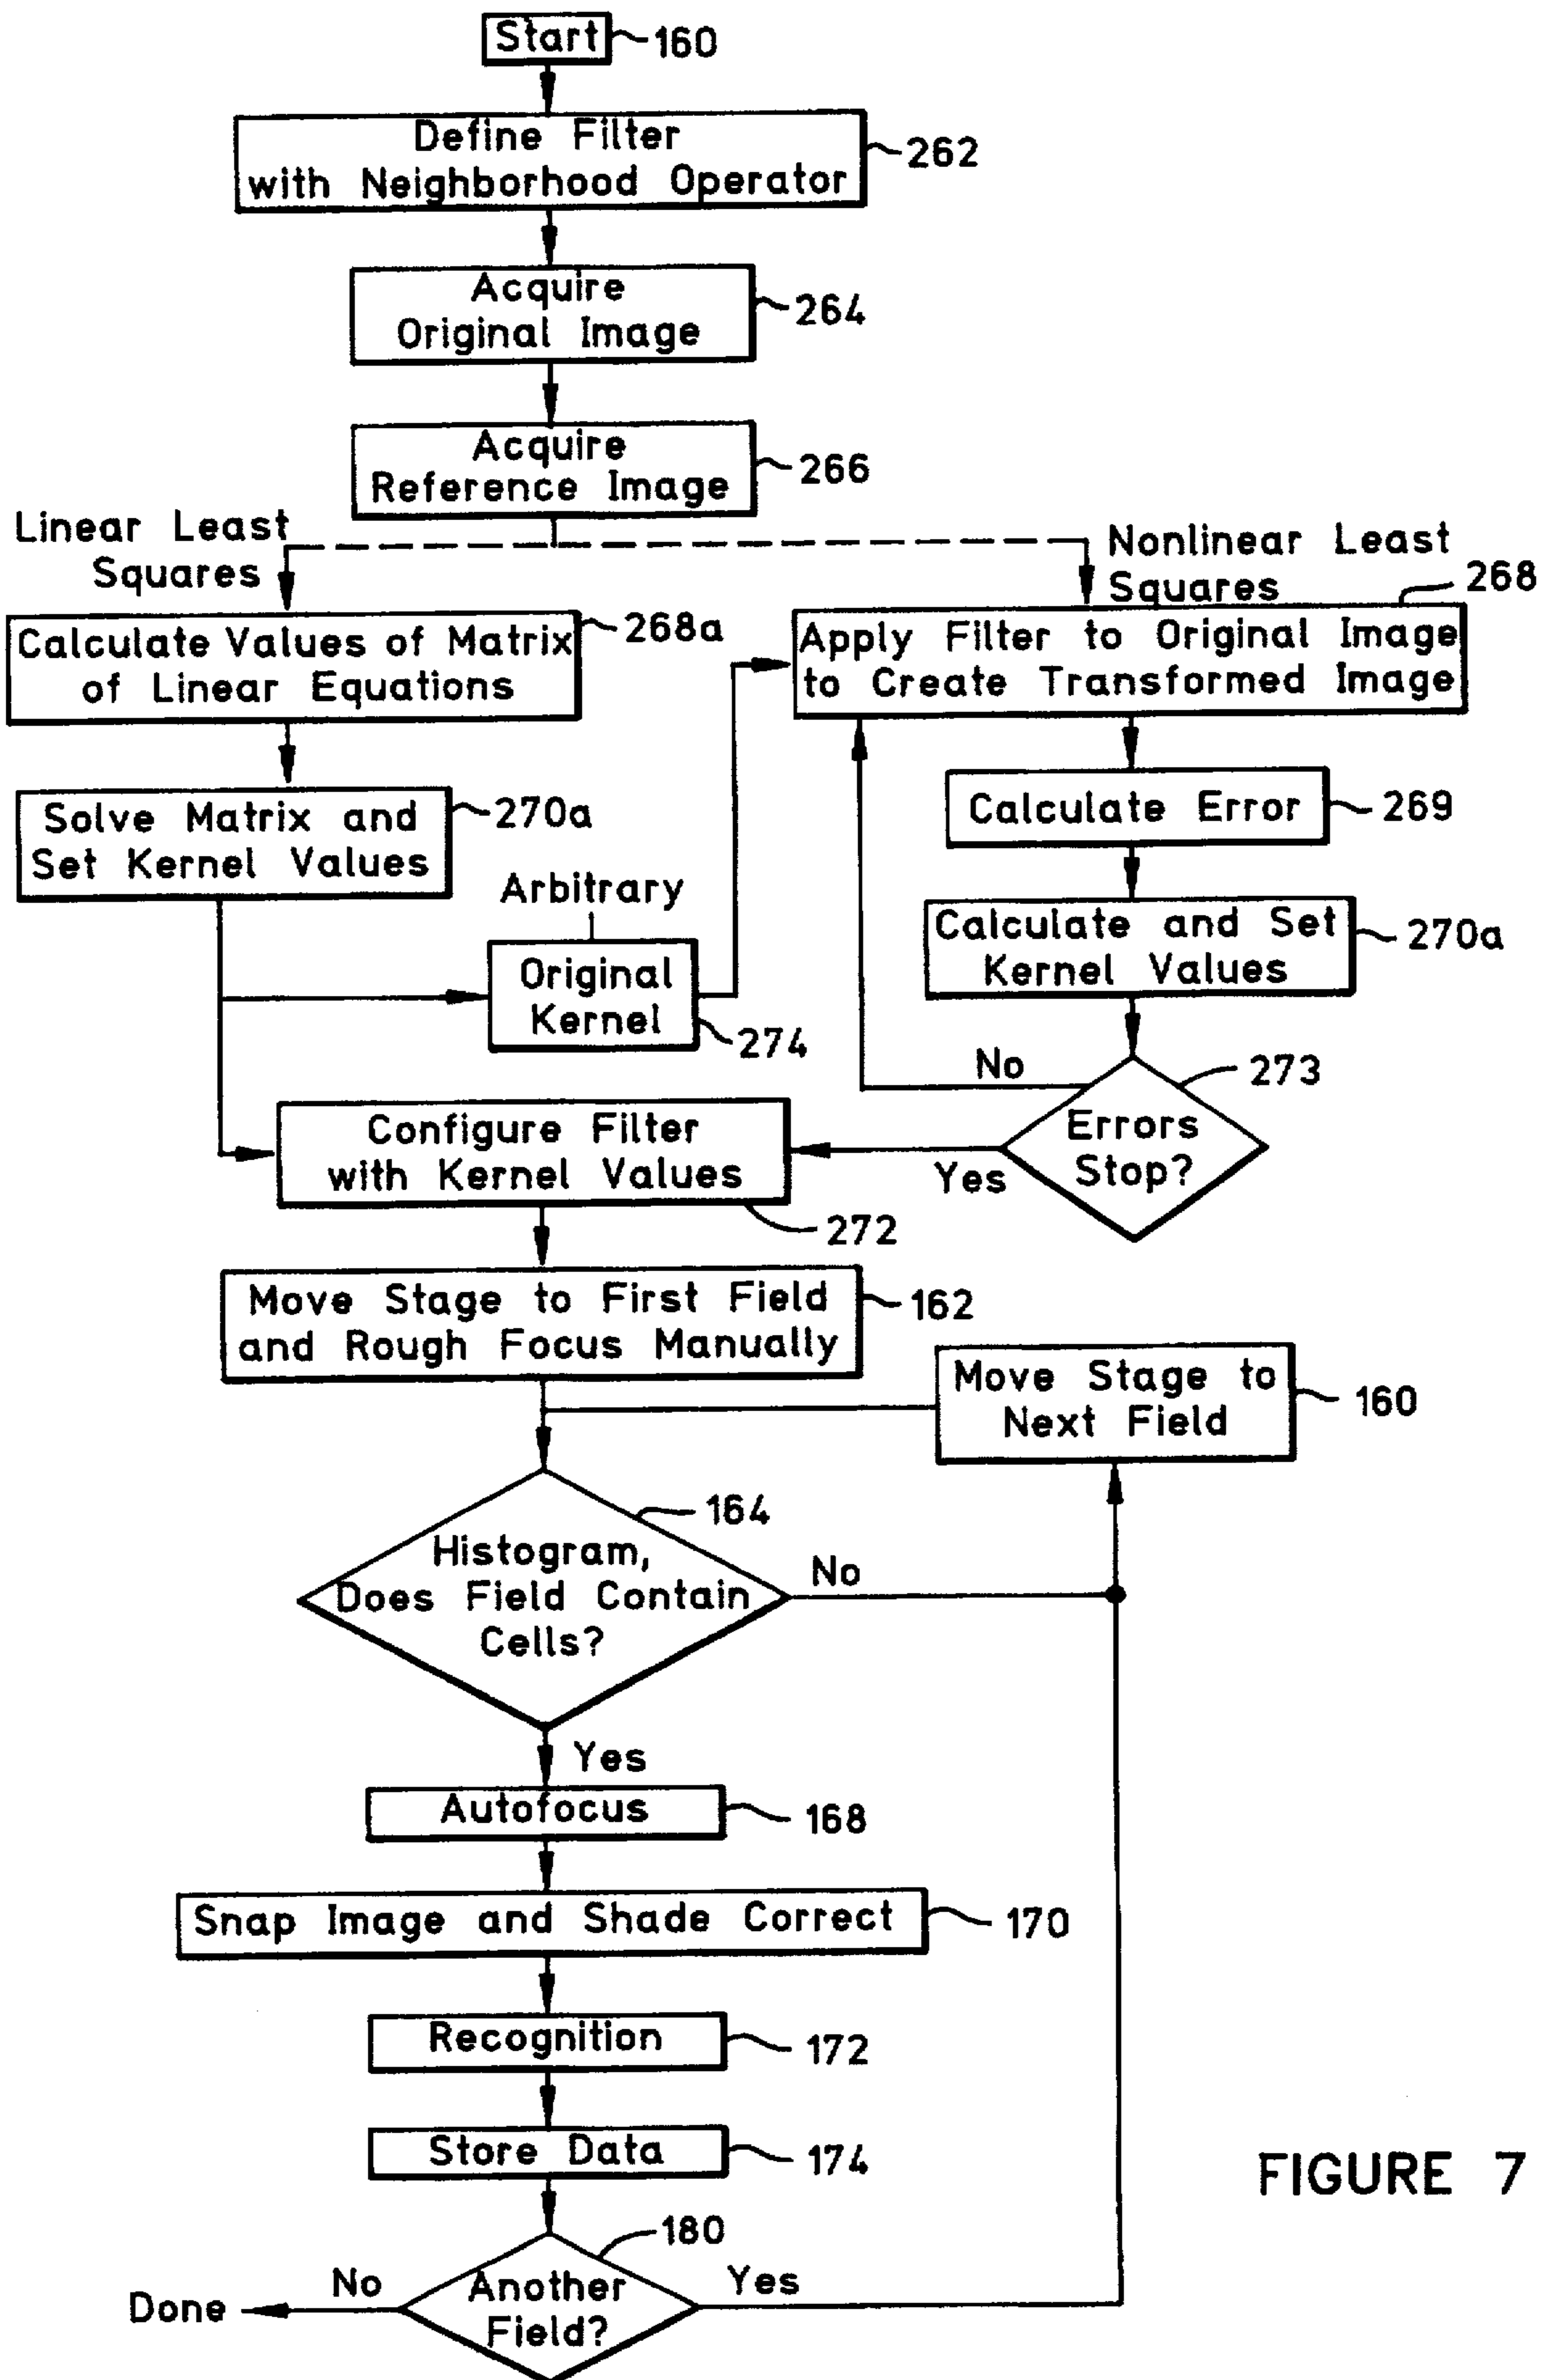 Start
160
Define Filter
with Neighborhood Operator
262
Acquire
Original Image
264
Acquire
Reference Image
266
Linear Least
Squares
Nonlinear Least
Squares
268
Calculate Values of Matrix
of Linear Equations
268a
Apply Filter to Original Image
to Create Transformed Image
Solve Matrix and
Set Kernel Values
270a
Calculate Error
269
Arbitrary
Original
Kernel
274
Calculate and Set
Kernel Values
270a
No
273
Errors
Stop?
Yes
Configure Filter
with Kernel Values
272
Move Stage to First Field
and Rough Focus Manually
162
Move Stage to
Next Field
160
164
Histogram,
Does Field Contain
Cells?
No
Yes
Autofocus
168
Snap Image and Shade Correct
170
Recognition
172
Store Data
174
180
Another
Field?
No
Yes
Done
FIGURE 7